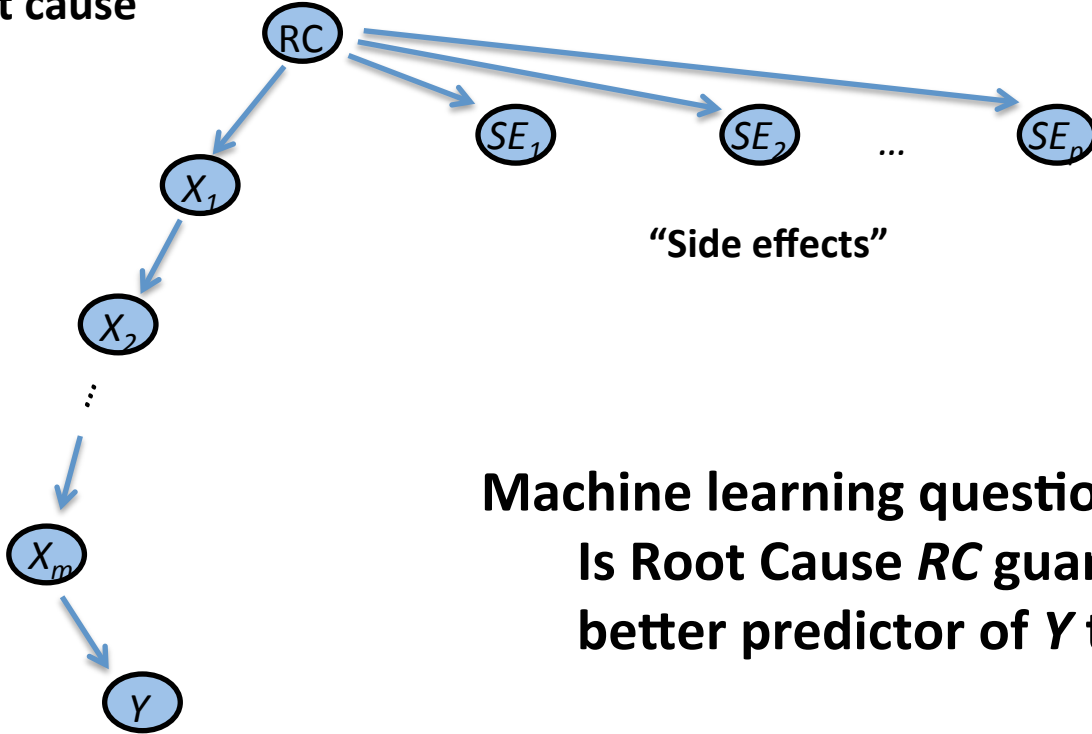 t cause
RC
SE1
SE2
...
SEn
X1
"Side effects"
X2
...
Machine learning questio
Xm
Is Root Cause RC guar
better predictor of Y t
Y